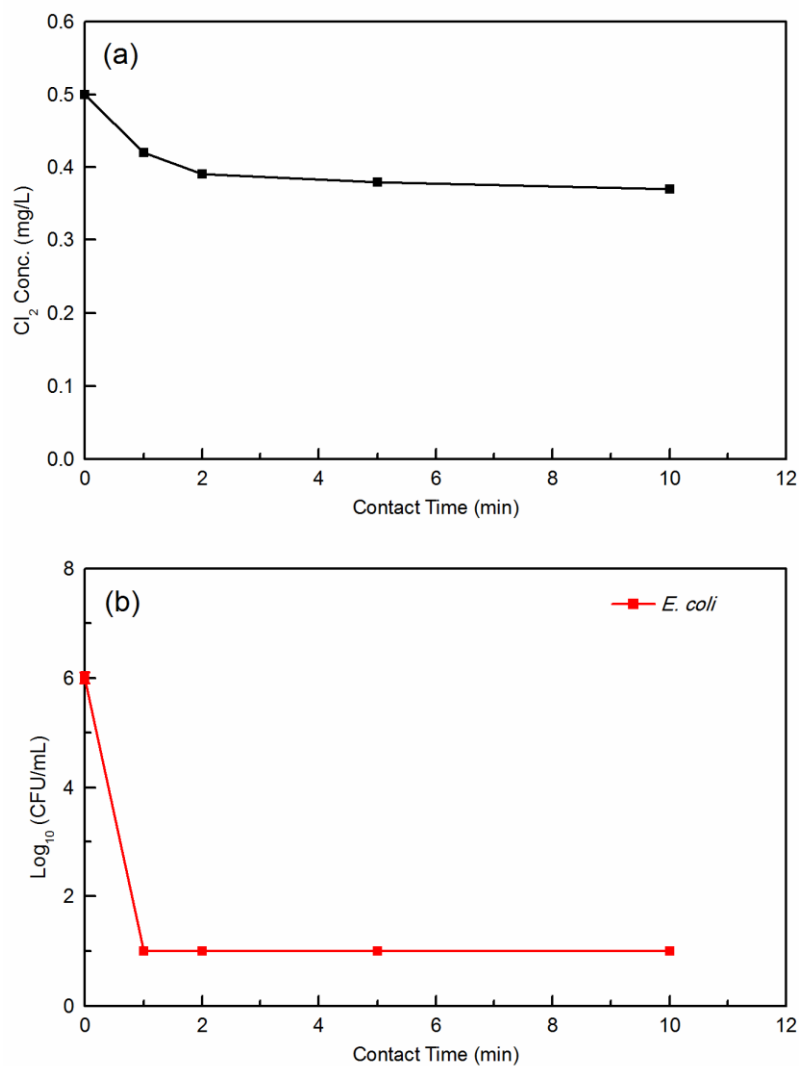 (a)
0.6
0.5
0.4
0.3
0.2
0.1
0.0
Cl₂ Conc. (mg/L)
0 2 4 6 8 10 12
Contact Time (min)
(b)
E. coli
8
6
4
2
0
Log₁₀ (CFU/mL)
0 2 4 6 8 10 12
Contact Time (min)